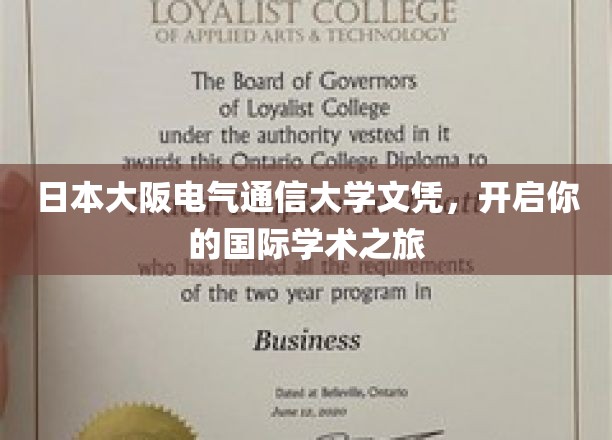 LOYALIST COLLEGE
OF APPLIED ARTS & TECHNOLOGY
The Board of Governors
of Loyalist College
under the authority vested in it
awards this Ontario College Diploma to
日本大阪电气通信大学文凭，开启你
的国际学术之旅
who has fulfilled all the requirements
of the two year program in
Business
Dated at Belleville, Ontario
June 12, 2020